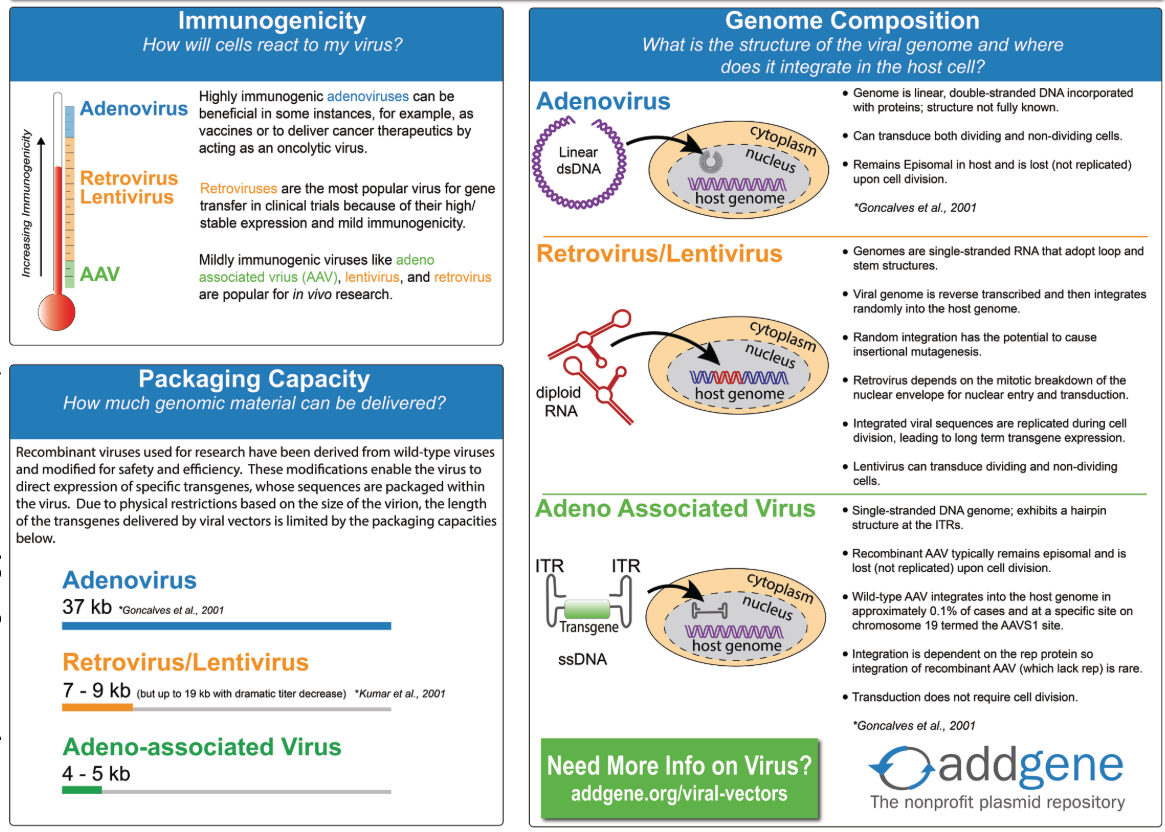 Immunogenicity
How will cells react to my virus?
Increasing Immunogenicity
Adenovirus
Highly immunogenic adenoviruses can be
beneficial in some instances, for example, as
vaccines or to deliver cancer therapeutics by
acting as an oncolytic virus.
Retrovirus
Lentivirus
Retroviruses are the most popular virus for gene
transfer in clinical trials because of their high/
stable expression and mild immunogenicity.
AAV
Mildly immunogenic viruses like adeno
associated vrius (AAV), lentivirus, and retrovirus
are popular for in vivo research.
Packaging Capacity
How much genomic material can be delivered?
Recombinant viruses used for research have been derived from wild-type viruses
and modified for safety and efficiency. These modifications enable the virus to
direct expression of specific transgenes, whose sequences are packaged within
the virus. Due to physical restrictions based on the size of the virion, the length
of the transgenes delivered by viral vectors is limited by the packaging capacities
below.
Adenovirus
37 kb *Goncalves et al., 2001
Retrovirus/Lentivirus
7 - 9 kb (but up to 19 kb with dramatic titer decrease) *Kumar et al., 2001
Adeno-associated Virus
4 - 5 kb
Genome Composition
What is the structure of the viral genome and where
does it integrate in the host cell?
Adenovirus
Linear
dsDNA
cytoplasm
nucleus
host genome
• Genome is linear, double-stranded DNA incorporated
with proteins; structure not fully known.
• Can transduce both dividing and non-dividing cells.
• Remains Episomal in host and is lost (not replicated)
upon cell division.
*Goncalves et al., 2001
Retrovirus/Lentivirus
diploid
RNA
cytoplasm
nucleus
host genome
• Genomes are single-stranded RNA that adopt loop and
stem structures.
• Viral genome is reverse transcribed and then integrates
randomly into the host genome.
• Random integration has the potential to cause
insertional mutagenesis.
• Retrovirus depends on the mitotic breakdown of the
nuclear envelope for nuclear entry and transduction.
• Integrated viral sequences are replicated during cell
division, leading to long term transgene expression.
• Lentivirus can transduce dividing and non-dividing
cells.
Adeno Associated Virus
ITR ITR
Transgene
ssDNA
cytoplasm
nucleus
host genome
• Single-stranded DNA genome; exhibits a hairpin
structure at the ITRs.
• Recombinant AAV typically remains episomal and is
lost (not replicated) upon cell division.
• Wild-type AAV integrates into the host genome in
approximately 0.1% of cases and at a specific site on
chromosome 19 termed the AAVS1 site.
• Integration is dependent on the rep protein so
integration of recombinant AAV (which lack rep) is rare.
• Transduction does not require cell division.
*Goncalves et al., 2001
Need More Info on Virus?
addgene.org/viral-vectors
addgene
The nonprofit plasmid repository